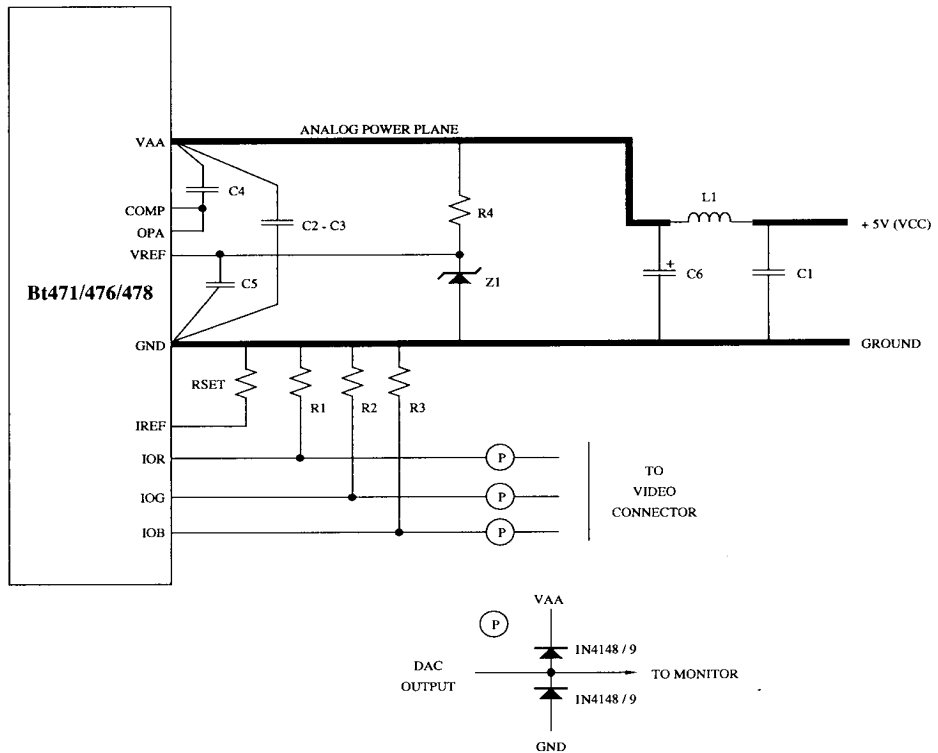 ANALOG POWER PLANE
VAA
C4
COMP
OPA
C2 - C3
VREF
C5
R4
Z1
L1
+ 5V (VCC)
+
C6
C1
Bt471/476/478
GND
GROUND
RSET
R1
R2
R3
IREF
IOR
P
IOG
P
IOB
P
TO
VIDEO
CONNECTOR
P
VAA
1N4148 / 9
DAC
OUTPUT
TO MONITOR
1N4148 / 9
GND